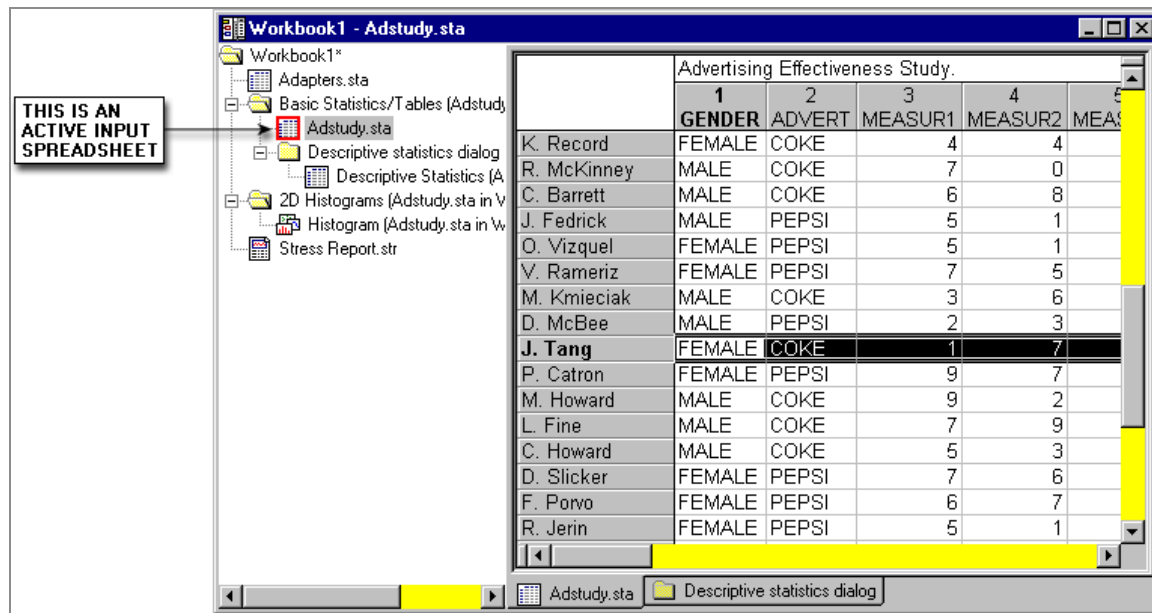 Workbook1 - Adstudy.sta
Workbook1*
Adapters.sta
Basic Statistics/Tables (Adstudy
Adstudy.sta
Descriptive statistics dialog
Descriptive Statistics (A
2D Histograms (Adstudy.sta in W
Histogram (Adstudy.sta in W
Stress Report.str
THIS IS AN
ACTIVE INPUT
SPREADSHEET
Advertising Effectiveness Study.
1 2 3 4 5
GENDER ADVERT MEASUR1 MEASUR2 MEAS
K. Record FEMALE COKE 4 4
R. McKinney MALE COKE 7 0
C. Barrett MALE COKE 6 8
J. Fedrick MALE PEPSI 5 1
O. Vizquel FEMALE PEPSI 5 1
V. Rameriz FEMALE PEPSI 7 5
M. Kmieciak MALE COKE 3 6
D. McBee MALE PEPSI 2 3
J. Tang FEMALE COKE 1 7
P. Catron FEMALE PEPSI 9 7
M. Howard MALE COKE 9 2
L. Fine MALE COKE 7 9
C. Howard MALE COKE 5 3
D. Slicker FEMALE PEPSI 7 6
F. Porvo FEMALE PEPSI 6 7
R. Jerin FEMALE PEPSI 5 1
Adstudy.sta Descriptive statistics dialog